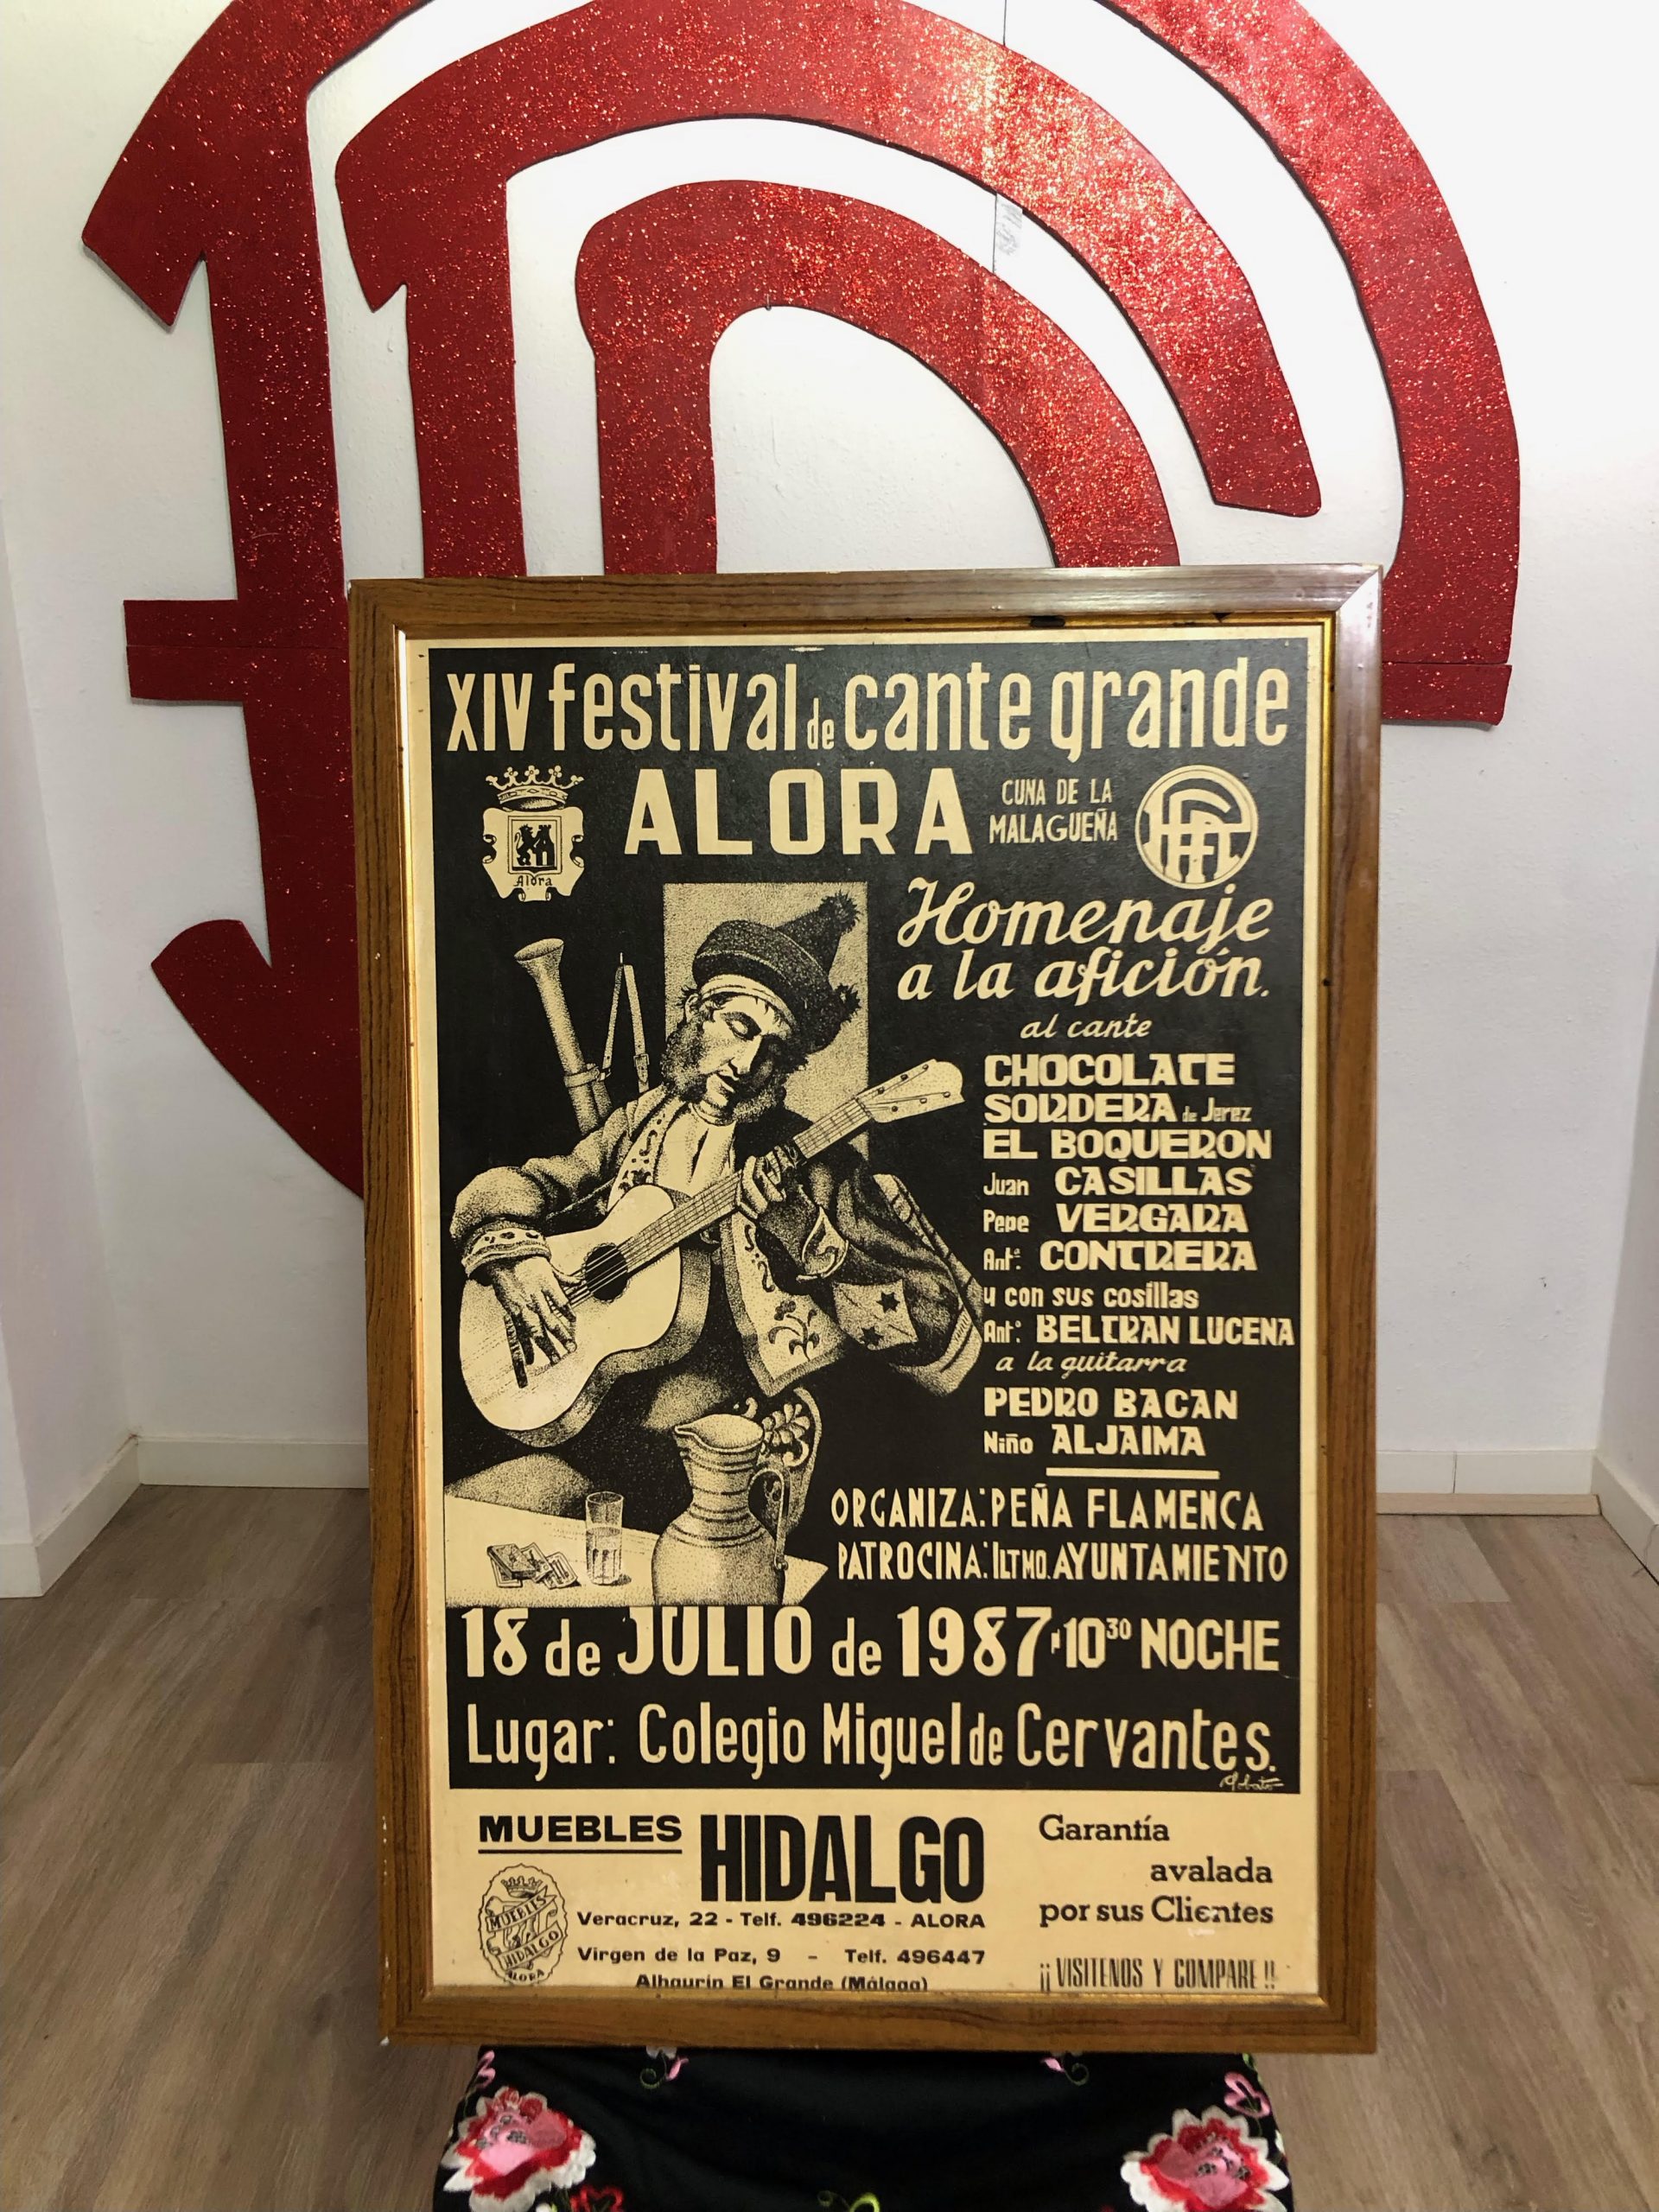 XIV festival de cante grande
ALORA
CUNA DE LA
MALAGUEÑA
Alora
Homenaje
a la afición.
al cante
CHOCOLATE
SORDERA de Jerez
EL BOQUERON
Juan CASILLAS
Pepe VERGARA
Antº. CONTRERA
y con sus cosillas
Antº. BELTRAN LUCENA
a la guitarra
PEDRO BACAN
Niño ALJAIMA
ORGANIZA: PEÑA FLAMENCA
PATROCINA: ILTMO. AYUNTAMIENTO
18 de JULIO de 1987 · 10³⁰ NOCHE
Lugar: Colegio Miguel de Cervantes.
MUEBLES HIDALGO
Veracruz, 22 - Telf. 496224 - ALORA
Virgen de la Paz, 9 - Telf. 496447
Alhaurín El Grande (Málaga)
MUEBLES
HIDALGO
ALORA
Garantía
avalada
por sus Clientes
¡¡ VISITENOS Y COMPARE !!